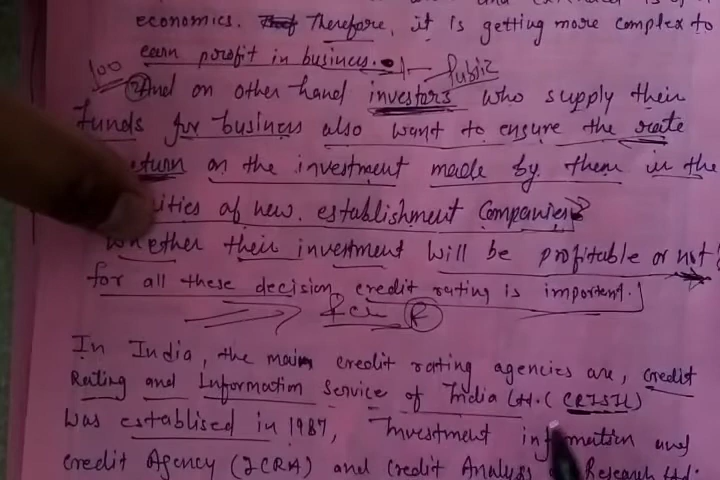 economics. Therefore, it is getting more complex to
earn porofit in business.
100 Public
② And on other hand investors who supply their
funds for business also want to ensure the rate
on the investment made by them in the
of new. establishment Companies
whether their investment will be profitable or not
for all these decision credit rating is important.
In India, the main credit rating agencies are, Credit
Rating and Information Service of India Ltd. (CRISIL)
was establised in 1987, Investment information and
credit Agency (ICRA) and Credit Analysis Research Ltd.